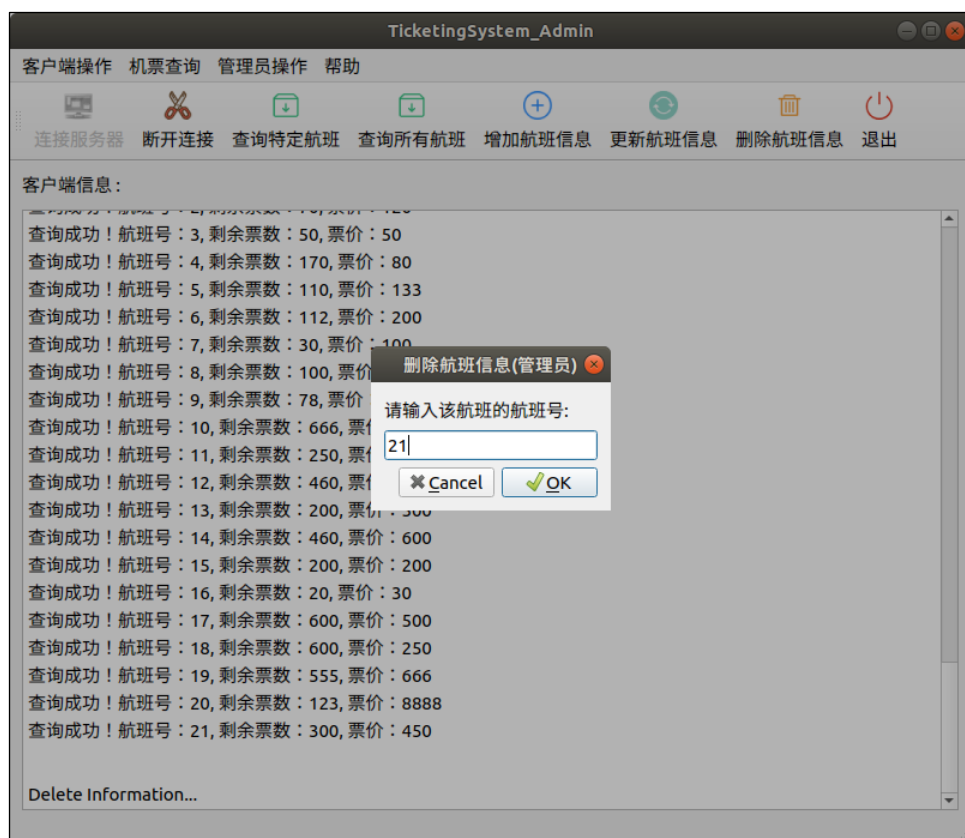 TicketingSystem_Admin
客户端操作 机票查询 管理员操作 帮助
连接服务器 断开连接 查询特定航班 查询所有航班 增加航班信息 更新航班信息 删除航班信息 退出
客户端信息:
查询成功！航班号：3, 剩余票数：50, 票价：50
查询成功！航班号：4, 剩余票数：170, 票价：80
查询成功！航班号：5, 剩余票数：110, 票价：133
查询成功！航班号：6, 剩余票数：112, 票价：200
查询成功！航班号：7, 剩余票数：30, 票价：100
查询成功！航班号：8, 剩余票数：100, 票价
查询成功！航班号：9, 剩余票数：78, 票价
查询成功！航班号：10, 剩余票数：666, 票
查询成功！航班号：11, 剩余票数：250, 票
查询成功！航班号：12, 剩余票数：460, 票
查询成功！航班号：13, 剩余票数：200, 票价：300
查询成功！航班号：14, 剩余票数：460, 票价：600
查询成功！航班号：15, 剩余票数：200, 票价：200
查询成功！航班号：16, 剩余票数：20, 票价：30
查询成功！航班号：17, 剩余票数：600, 票价：500
查询成功！航班号：18, 剩余票数：600, 票价：250
查询成功！航班号：19, 剩余票数：555, 票价：666
查询成功！航班号：20, 剩余票数：123, 票价：8888
查询成功！航班号：21, 剩余票数：300, 票价：450
Delete Information...
删除航班信息(管理员)
请输入该航班的航班号:
21
Cancel OK